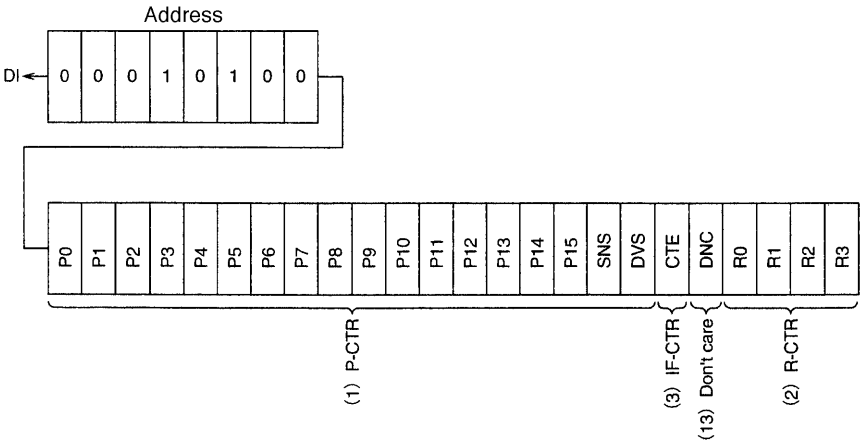 Address
DI 0 0 0 1 0 1 0 0
P0 P1 P2 P3 P4 P5 P6 P7 P8 P9 P10 P11 P12 P13 P14 P15 SNS DVS CTE DNC R0 R1 R2 R3
(1) P-CTR
(3) IF-CTR
(13) Don't care
(2) R-CTR